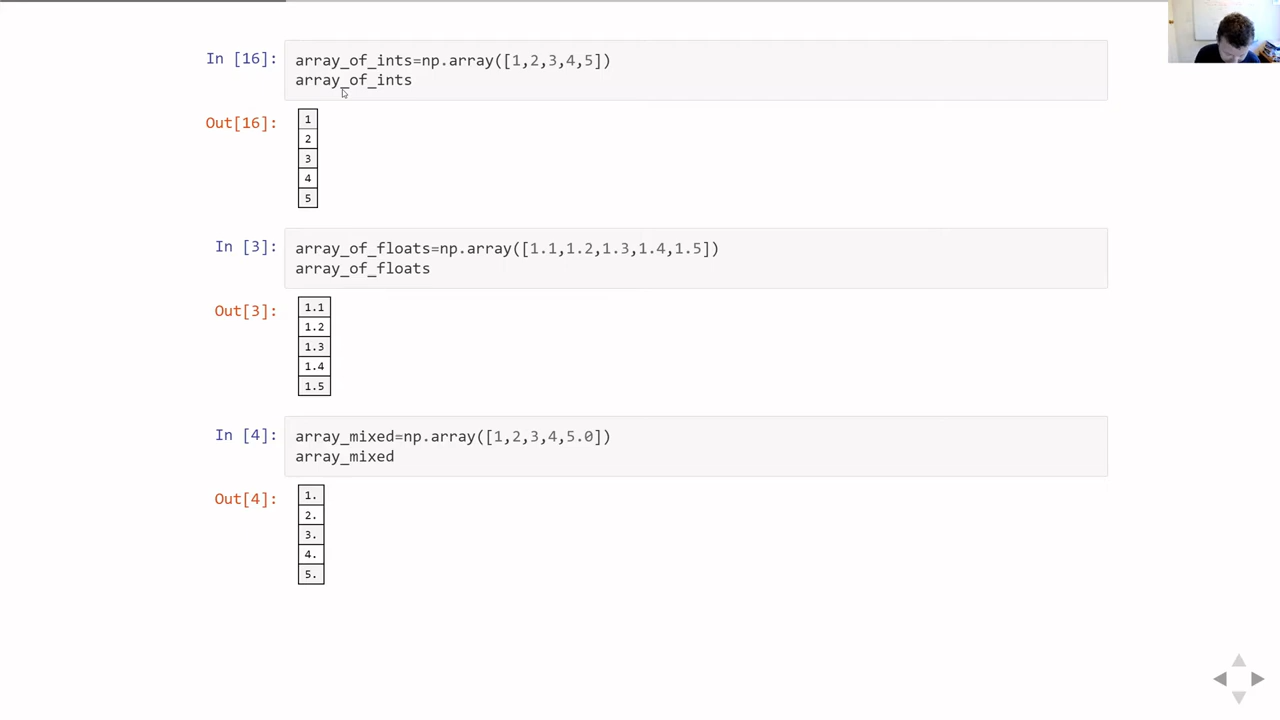 In [16]:
array_of_ints=np.array([1,2,3,4,5])
array_of_ints
Out[16]:
1
2
3
4
5
In [3]:
array_of_floats=np.array([1.1,1.2,1.3,1.4,1.5])
array_of_floats
Out[3]:
1.1
1.2
1.3
1.4
1.5
In [4]:
array_mixed=np.array([1,2,3,4,5.0])
array_mixed
Out[4]:
1.
2.
3.
4.
5.